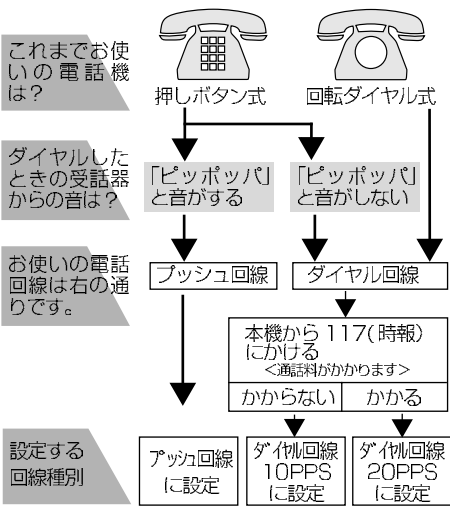 これまでお使
いの電話機
は？
押しボタン式
回転ダイヤル式
ダイヤルした
ときの受話器
からの音は？
「ピッポッパ」
と音がする
「ピッポッパ」
と音がしない
お使いの電話
回線は右の通
りです。
プッシュ回線
ダイヤル回線
本機から117(時報)
にかける
＜通話料がかかります＞
かからない
かかる
設定する
回線種別
プッシュ回線
に設定
ダイヤル回線
10PPS
に設定
ダイヤル回線
20PPS
に設定